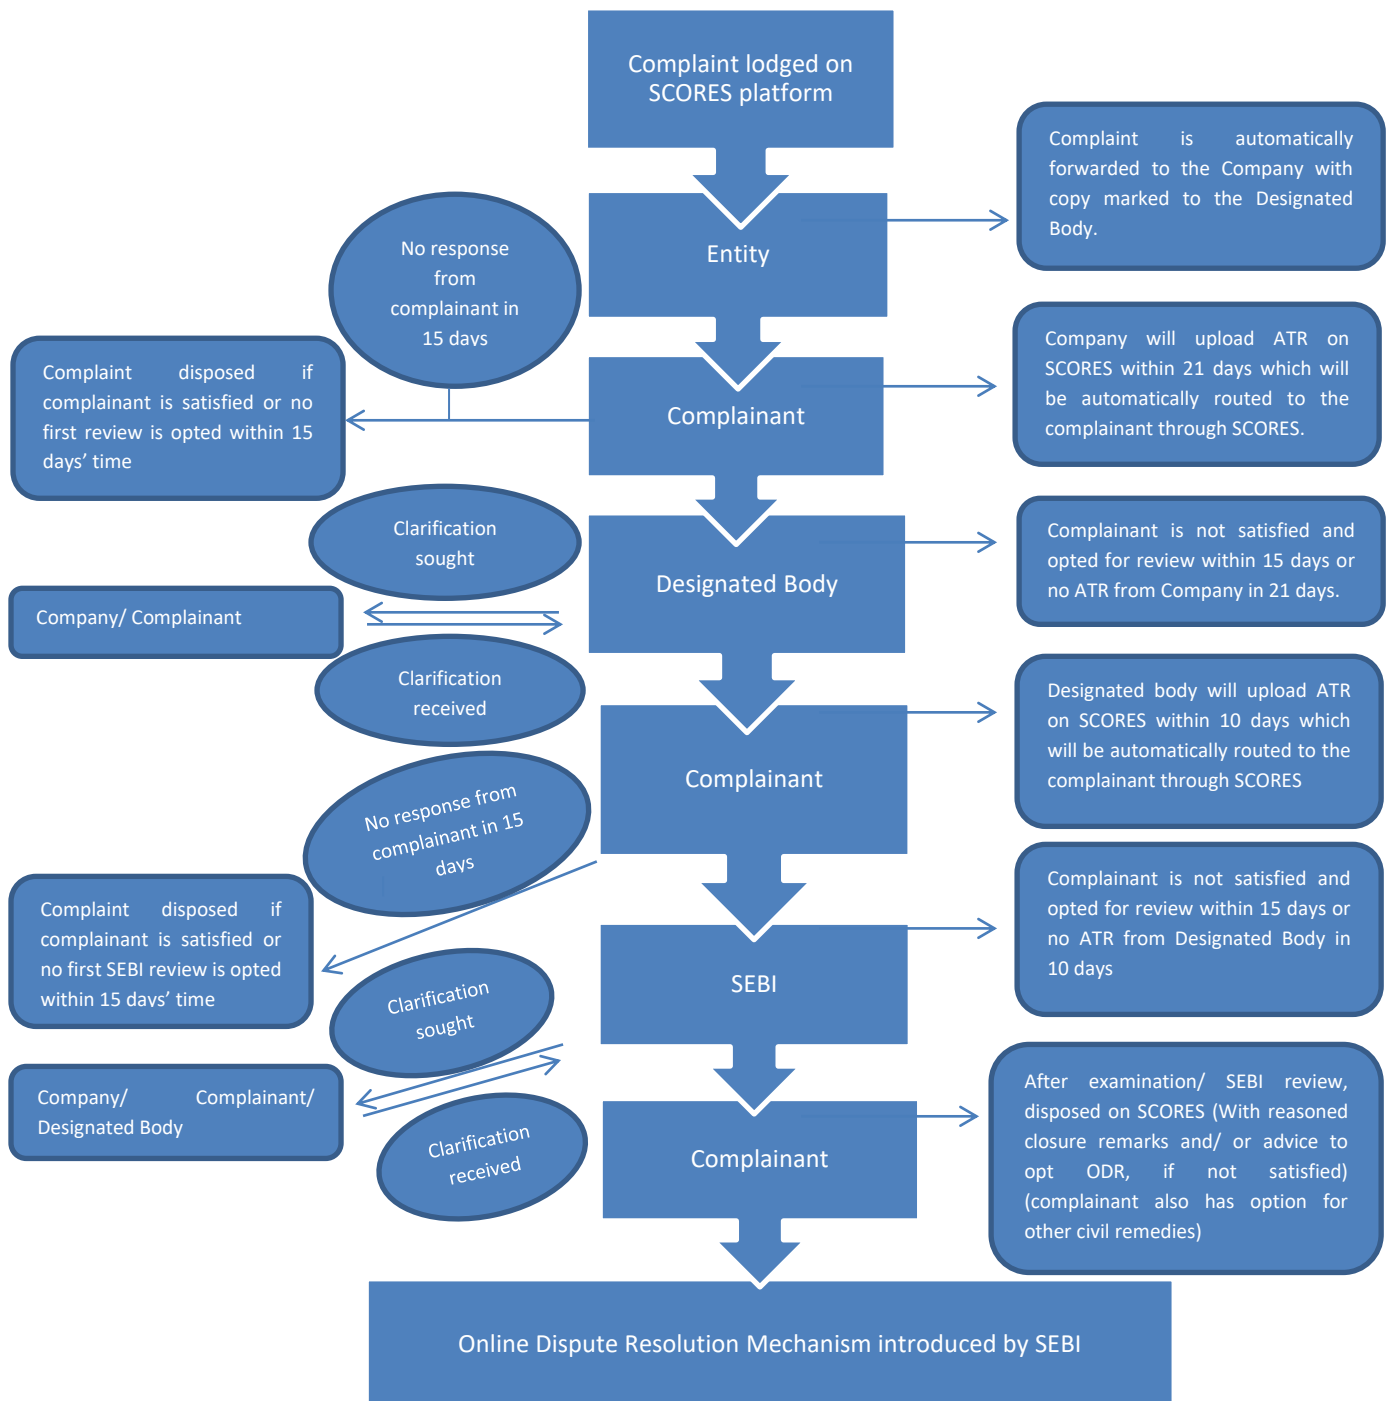 Complaint lodged on
SCORES platform
Complaint is automatically
forwarded to the Company with
copy marked to the Designated
Body.
No response
from
complainant in
15 days
Entity
Company will upload ATR on
SCORES within 21 days which will
be automatically routed to the
complainant through SCORES.
Complaint disposed if
complainant is satisfied or no
first review is opted within 15
days’ time
Complainant
Clarification
sought
Complainant is not satisfied and
opted for review within 15 days or
no ATR from Company in 21 days.
Designated Body
Company/ Complainant
Clarification
received
Designated body will upload ATR
on SCORES within 10 days which
will be automatically routed to the
complainant through SCORES
Complainant
No response from
complainant in 15
days
Complainant is not satisfied and
opted for review within 15 days or
no ATR from Designated Body in
10 days
Complaint disposed if
complainant is satisfied or
no first SEBI review is opted
within 15 days’ time
SEBI
Clarification
sought
Company/ Complainant/
Designated Body
Clarification
received
After examination/ SEBI review,
disposed on SCORES (With reasoned
closure remarks and/ or advice to
opt ODR, if not satisfied)
(complainant also has option for
other civil remedies)
Complainant
Online Dispute Resolution Mechanism introduced by SEBI